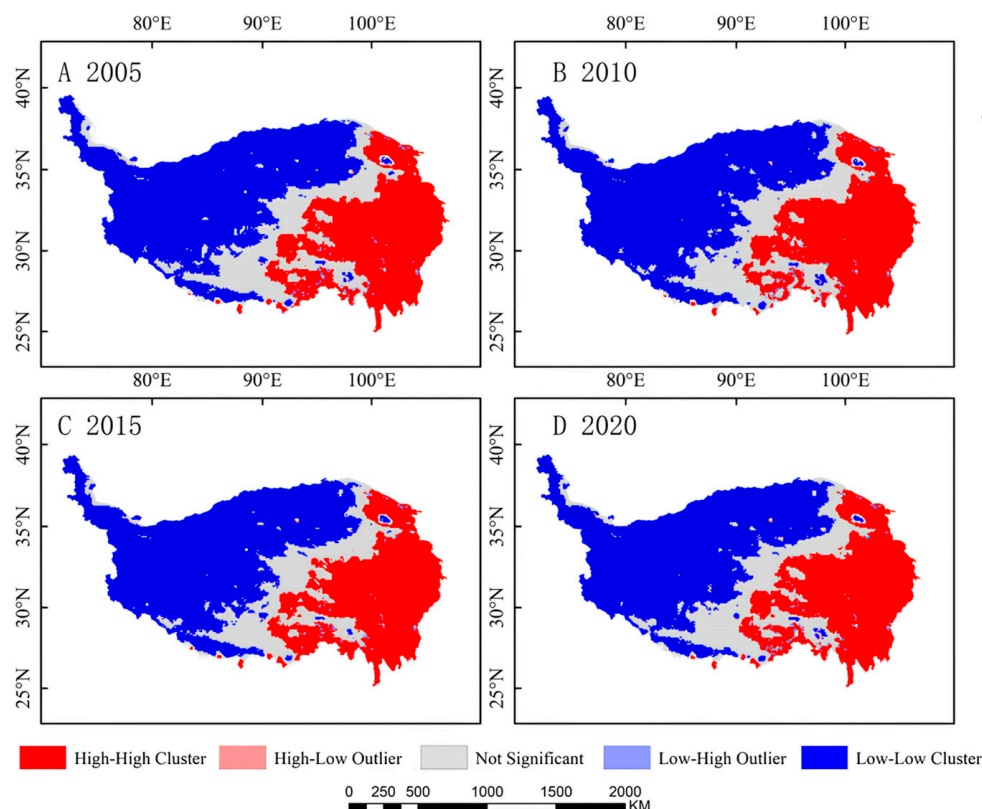 80°E 90°E 100°E 80°E 90°E 100°E
A 2005
B 2010
40°N 35°N 30°N 25°N
40°N 35°N 30°N 25°N
80°E 90°E 100°E 80°E 90°E 100°E
C 2015
D 2020
40°N 35°N 30°N 25°N
40°N 35°N 30°N 25°N
High-High Cluster High-Low Outlier Not Significant Low-High Outlier Low-Low Cluster
0 250 500 1000 1500 2000
KM